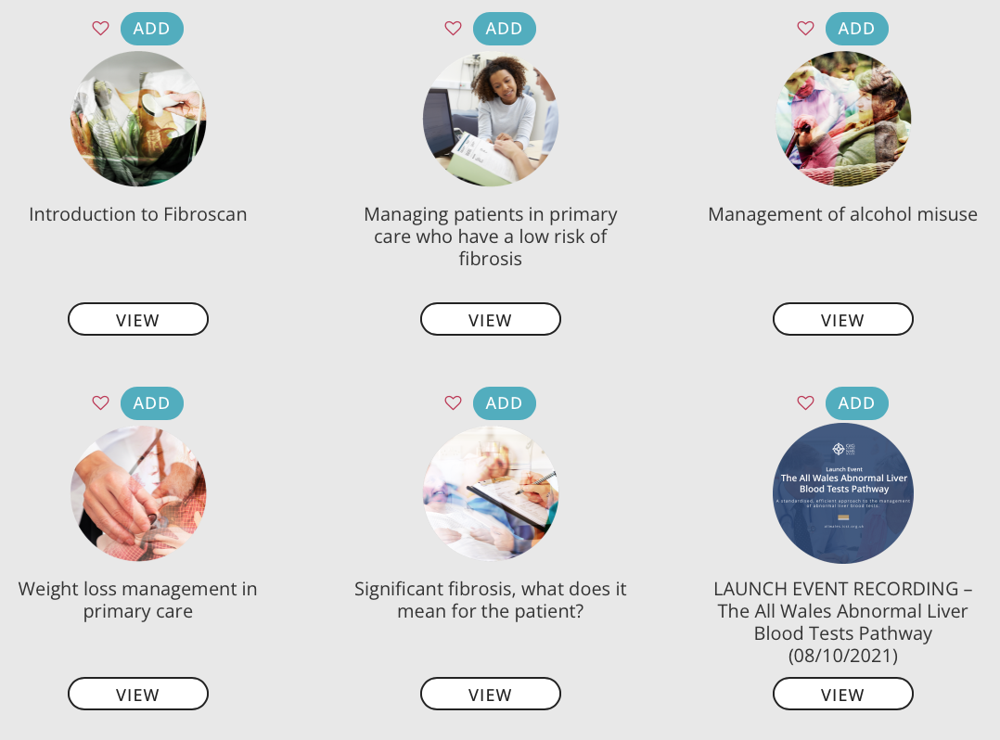 ADD
ADD
ADD
Introduction to Fibroscan
Managing patients in primary
care who have a low risk of
fibrosis
Management of alcohol misuse
VIEW
VIEW
VIEW
ADD
ADD
ADD
Launch Event
The All Wales Abnormal Liver
Blood Tests Pathway
A standardised, efficient approach to the management
of abnormal liver blood tests.
Weight loss management in
primary care
Significant fibrosis, what does it
mean for the patient?
LAUNCH EVENT RECORDING –
The All Wales Abnormal Liver
Blood Tests Pathway
(08/10/2021)
VIEW
VIEW
VIEW